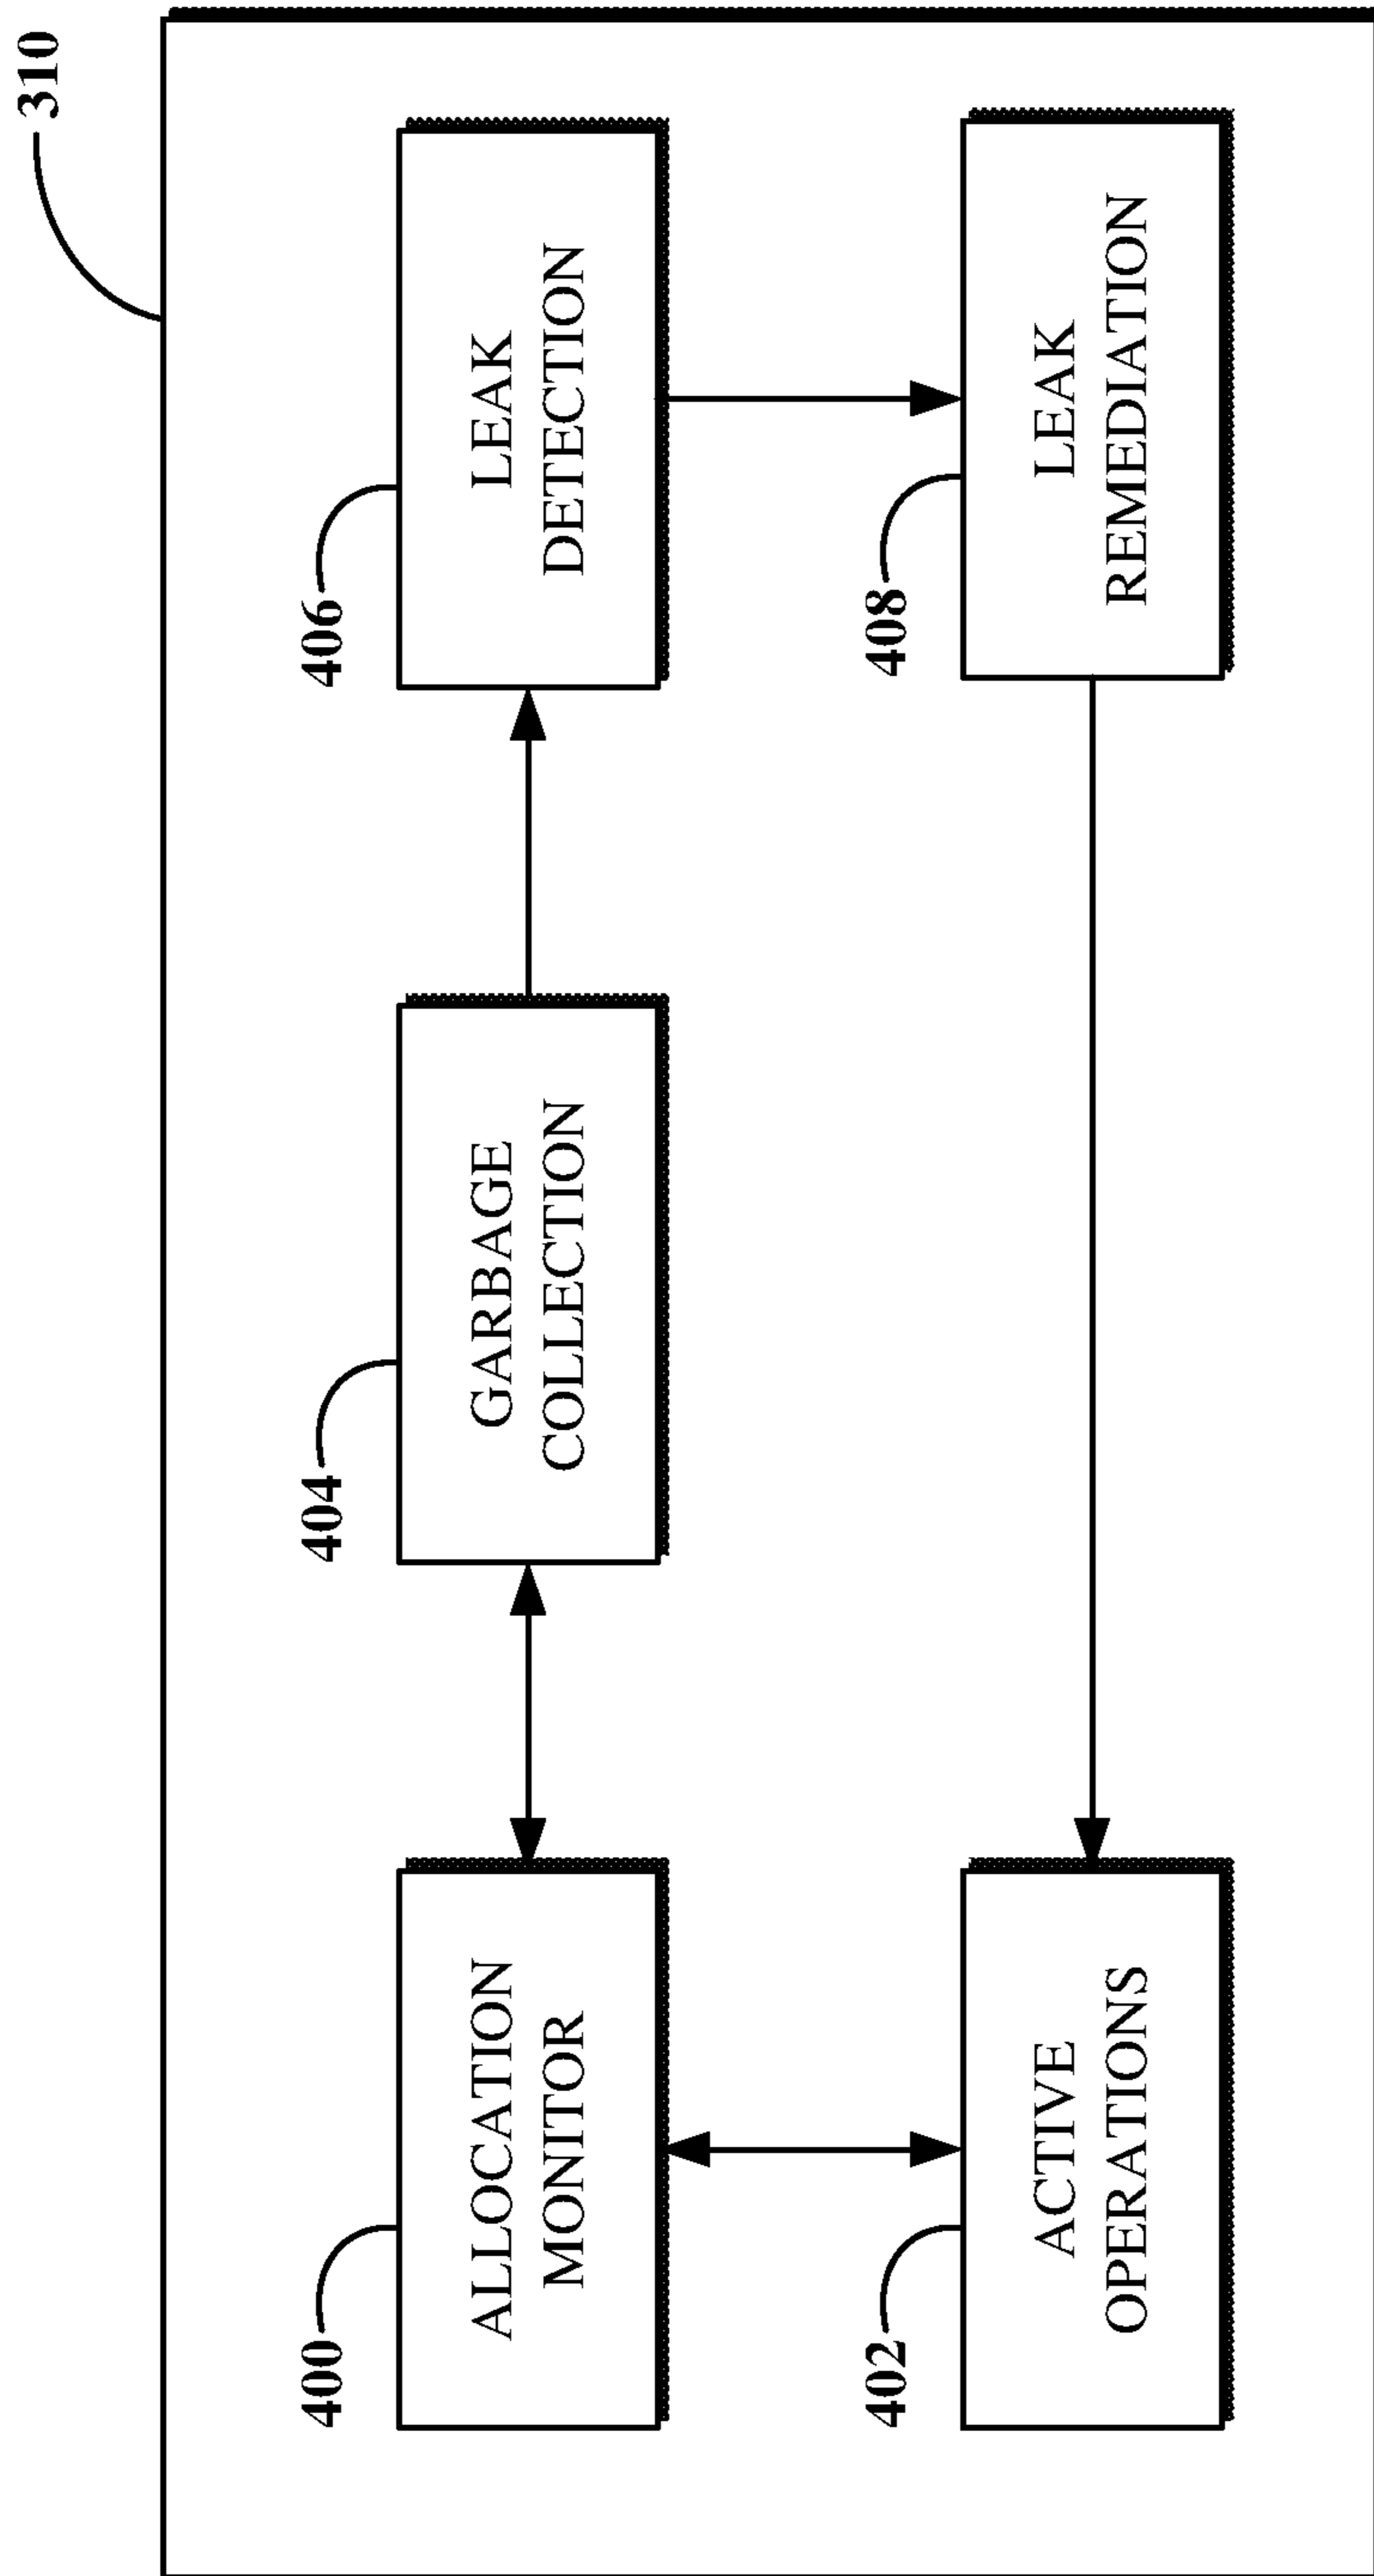 310
400
ALLOCATION
MONITOR
404
GARBAGE
COLLECTION
406
LEAK
DETECTION
402
ACTIVE
OPERATIONS
408
LEAK
REMEDIATION